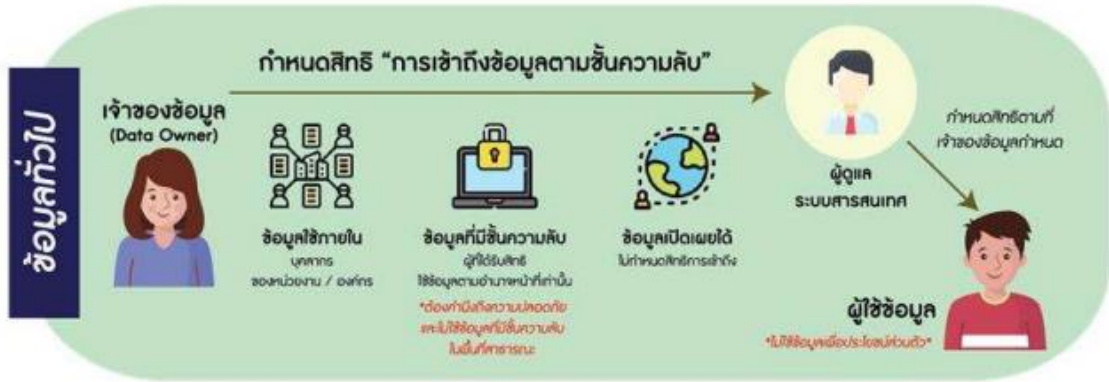 ข้อมูลทั่วไป
กำหนดสิทธิ “การเข้าถึงข้อมูลตามชั้นความลับ”
เจ้าของข้อมูล
(Data Owner)
ข้อมูลใช้ภายใน
บุคลากร
ของหน่วยงาน / องค์กร
ข้อมูลที่มีชั้นความลับ
ผู้ที่ได้รับสิทธิ
ใช้ข้อมูลตามอำนาจหน้าที่เท่านั้น
*ต้องคำนึงถึงความปลอดภัย
และไม่ใช้ข้อมูลที่มีชั้นความลับ
ในพื้นที่สาธารณะ
ข้อมูลเปิดเผยได้
ไม่กำหนดสิทธิการเข้าถึง
ผู้ดูแล
ระบบสารสนเทศ
กำหนดสิทธิตามที่
เจ้าของข้อมูลกำหนด
ผู้ใช้ข้อมูล
*ไม่ใช้ข้อมูลเพื่อประโยชน์ส่วนตัว*